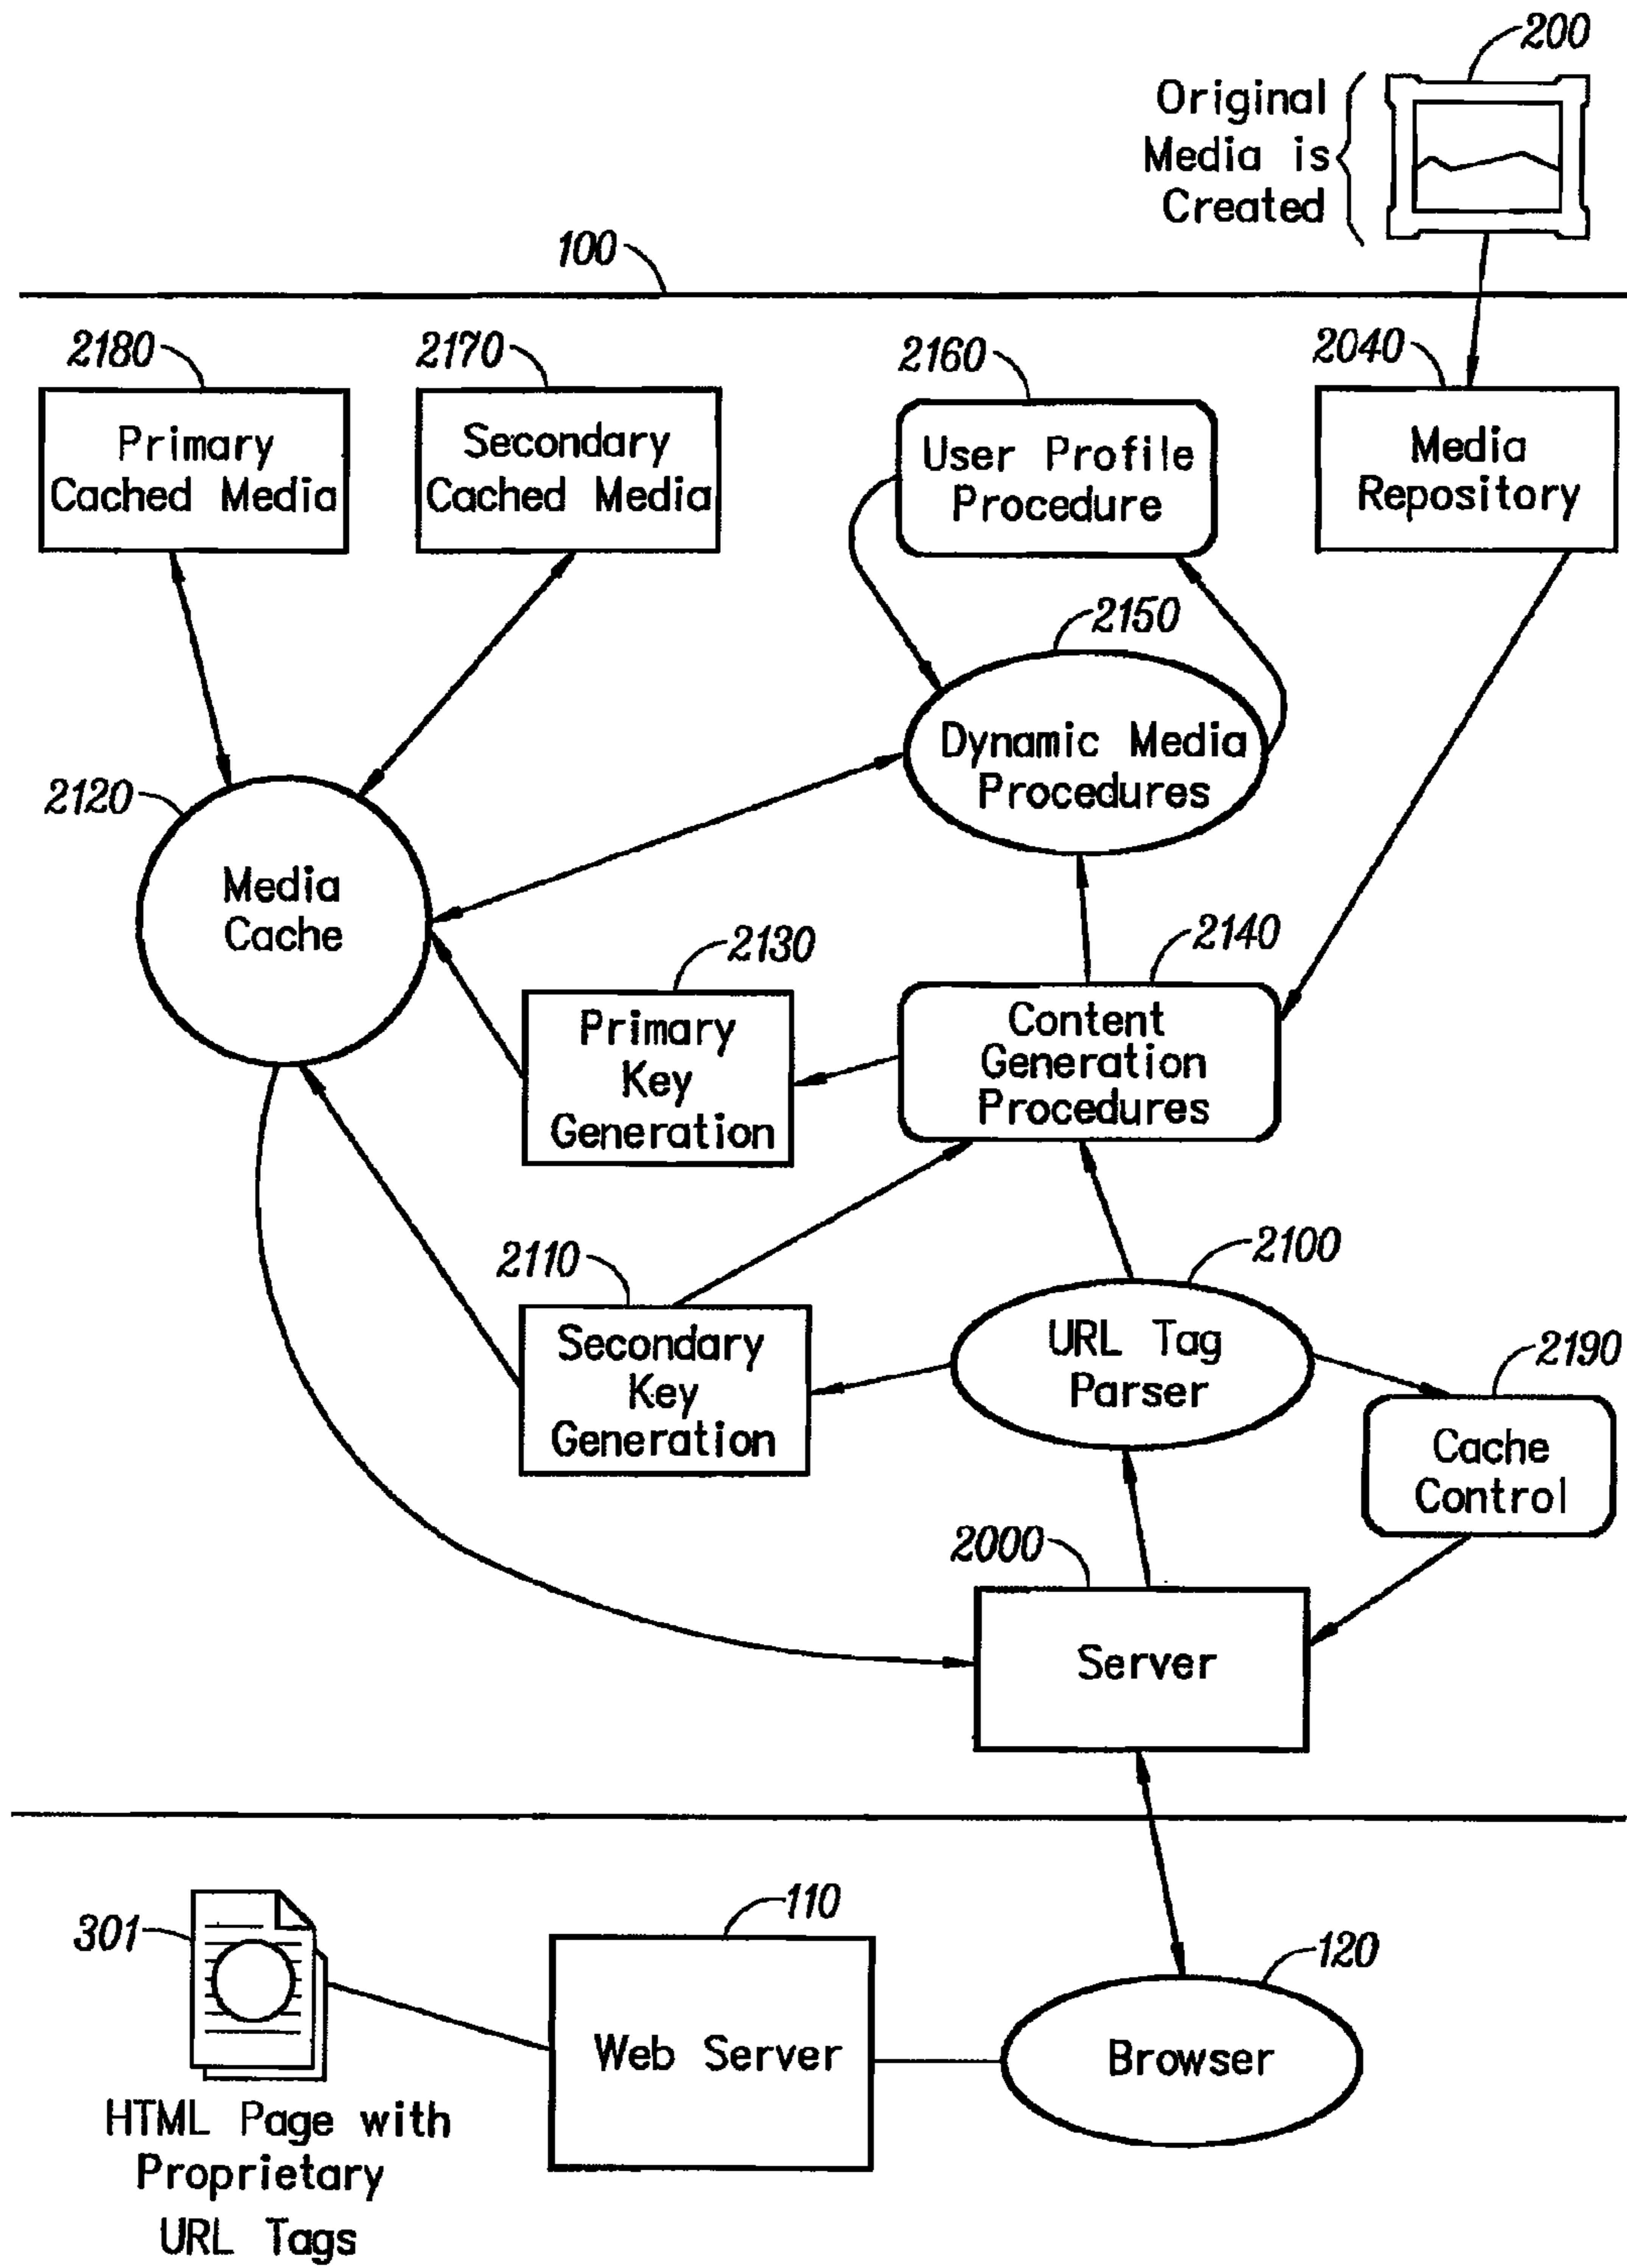 200
Original
Media is
Created
100
2180
2170
2160
2040
Primary
Cached Media
Secondary
Cached Media
User Profile
Procedure
Media
Repository
2150
Dynamic Media
Procedures
2120
Media
Cache
2130
2140
Primary
Key
Generation
Content
Generation
Procedures
2110
2100
Secondary
Key
Generation
URL Tag
Parser
2190
Cache
Control
2000
Server
301
110
120
Web Server
Browser
HTML Page with
Proprietary
URL Tags